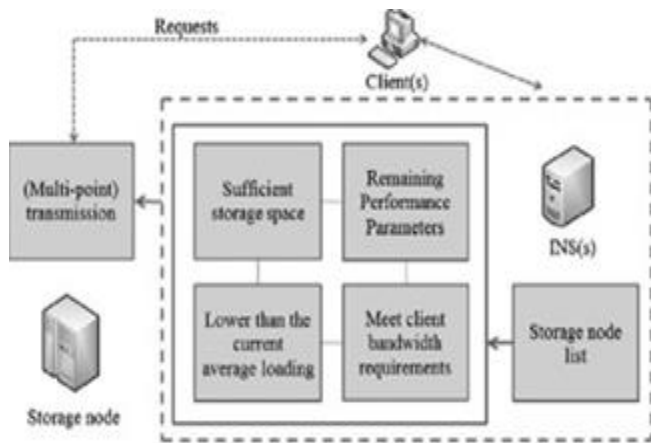 Requests
Client(s)
(Multi-point)
transmission
Sufficient
storage space
Remaining
Performance
Parameters
INS(s)
Lower than the
current
average loading
Meet client
bandwidth
requirements
Storage node
list
Storage node